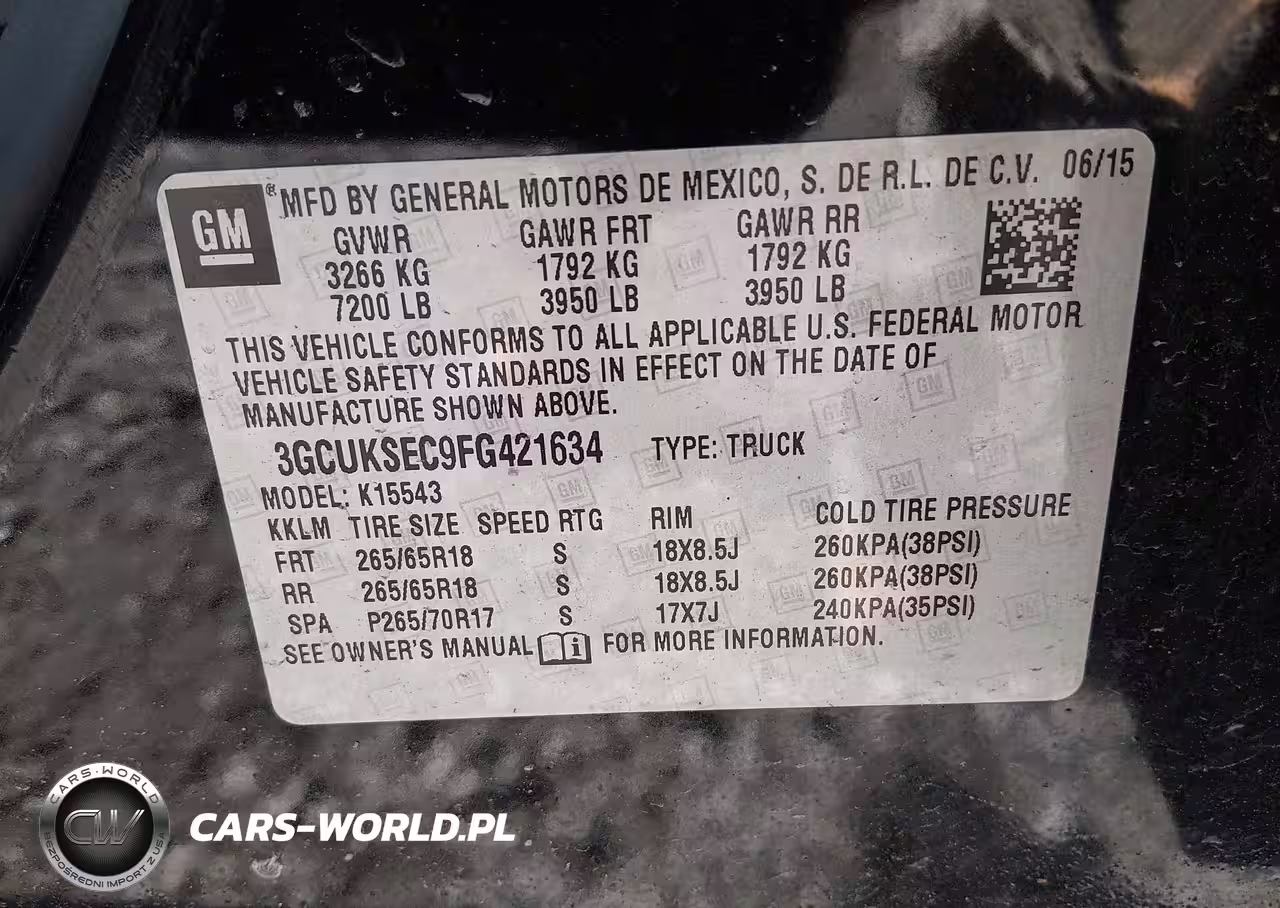 GM ® MFD BY GENERAL MOTORS DE MEXICO, S. DE R.L. DE C.V. 06/15
GVWR GAWR FRT GAWR RR
3266 KG 1792 KG 1792 KG
7200 LB 3950 LB 3950 LB
THIS VEHICLE CONFORMS TO ALL APPLICABLE U.S. FEDERAL MOTOR
VEHICLE SAFETY STANDARDS IN EFFECT ON THE DATE OF
MANUFACTURE SHOWN ABOVE.
3GCUKSEC9FG421634 TYPE: TRUCK
MODEL: K15543
KKLM TIRE SIZE SPEED RTG RIM COLD TIRE PRESSURE
FRT 265/65R18 S 18X8.5J 260KPA(38PSI)
RR 265/65R18 S 18X8.5J 260KPA(38PSI)
SPA P265/70R17 S 17X7J 240KPA(35PSI)
SEE OWNER'S MANUAL FOR MORE INFORMATION.
CARS-WORLD
CW
BEZPOŚREDNI IMPORT Z USA
CARS-WORLD.PL